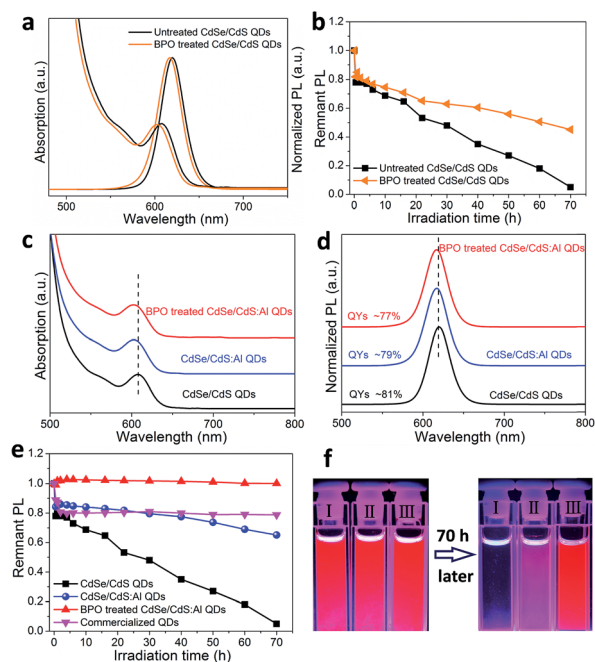 a
Absorption (a.u.)
Untreated CdSe/CdS QDs
BPO treated CdSe/CdS QDs
Normalized PL (a.u.)
500 600 700
Wavelength (nm)
b
Remnant PL
1.2
1.0
0.8
0.6
0.4
0.2
0.0
Untreated CdSe/CdS QDs
BPO treated CdSe/CdS QDs
0 10 20 30 40 50 60 70
Irradiation time (h)
c
Absorption (a.u.)
BPO treated CdSe/CdS:Al QDs
CdSe/CdS:Al QDs
CdSe/CdS QDs
500 600 700 800
Wavelength (nm)
d
Normalized PL (a.u.)
BPO treated CdSe/CdS:Al QDs
QYs ~77%
QYs ~79%
CdSe/CdS:Al QDs
QYs ~81%
CdSe/CdS QDs
500 600 700 800
Wavelength (nm)
e
Remnant PL
1.4
1.2
1.0
0.8
0.6
0.4
0.2
0.0
CdSe/CdS QDs
CdSe/CdS:Al QDs
BPO treated CdSe/CdS:Al QDs
Commercialized QDs
0 10 20 30 40 50 60 70
Irradiation time (h)
f
I II III
70 h
later
I II III